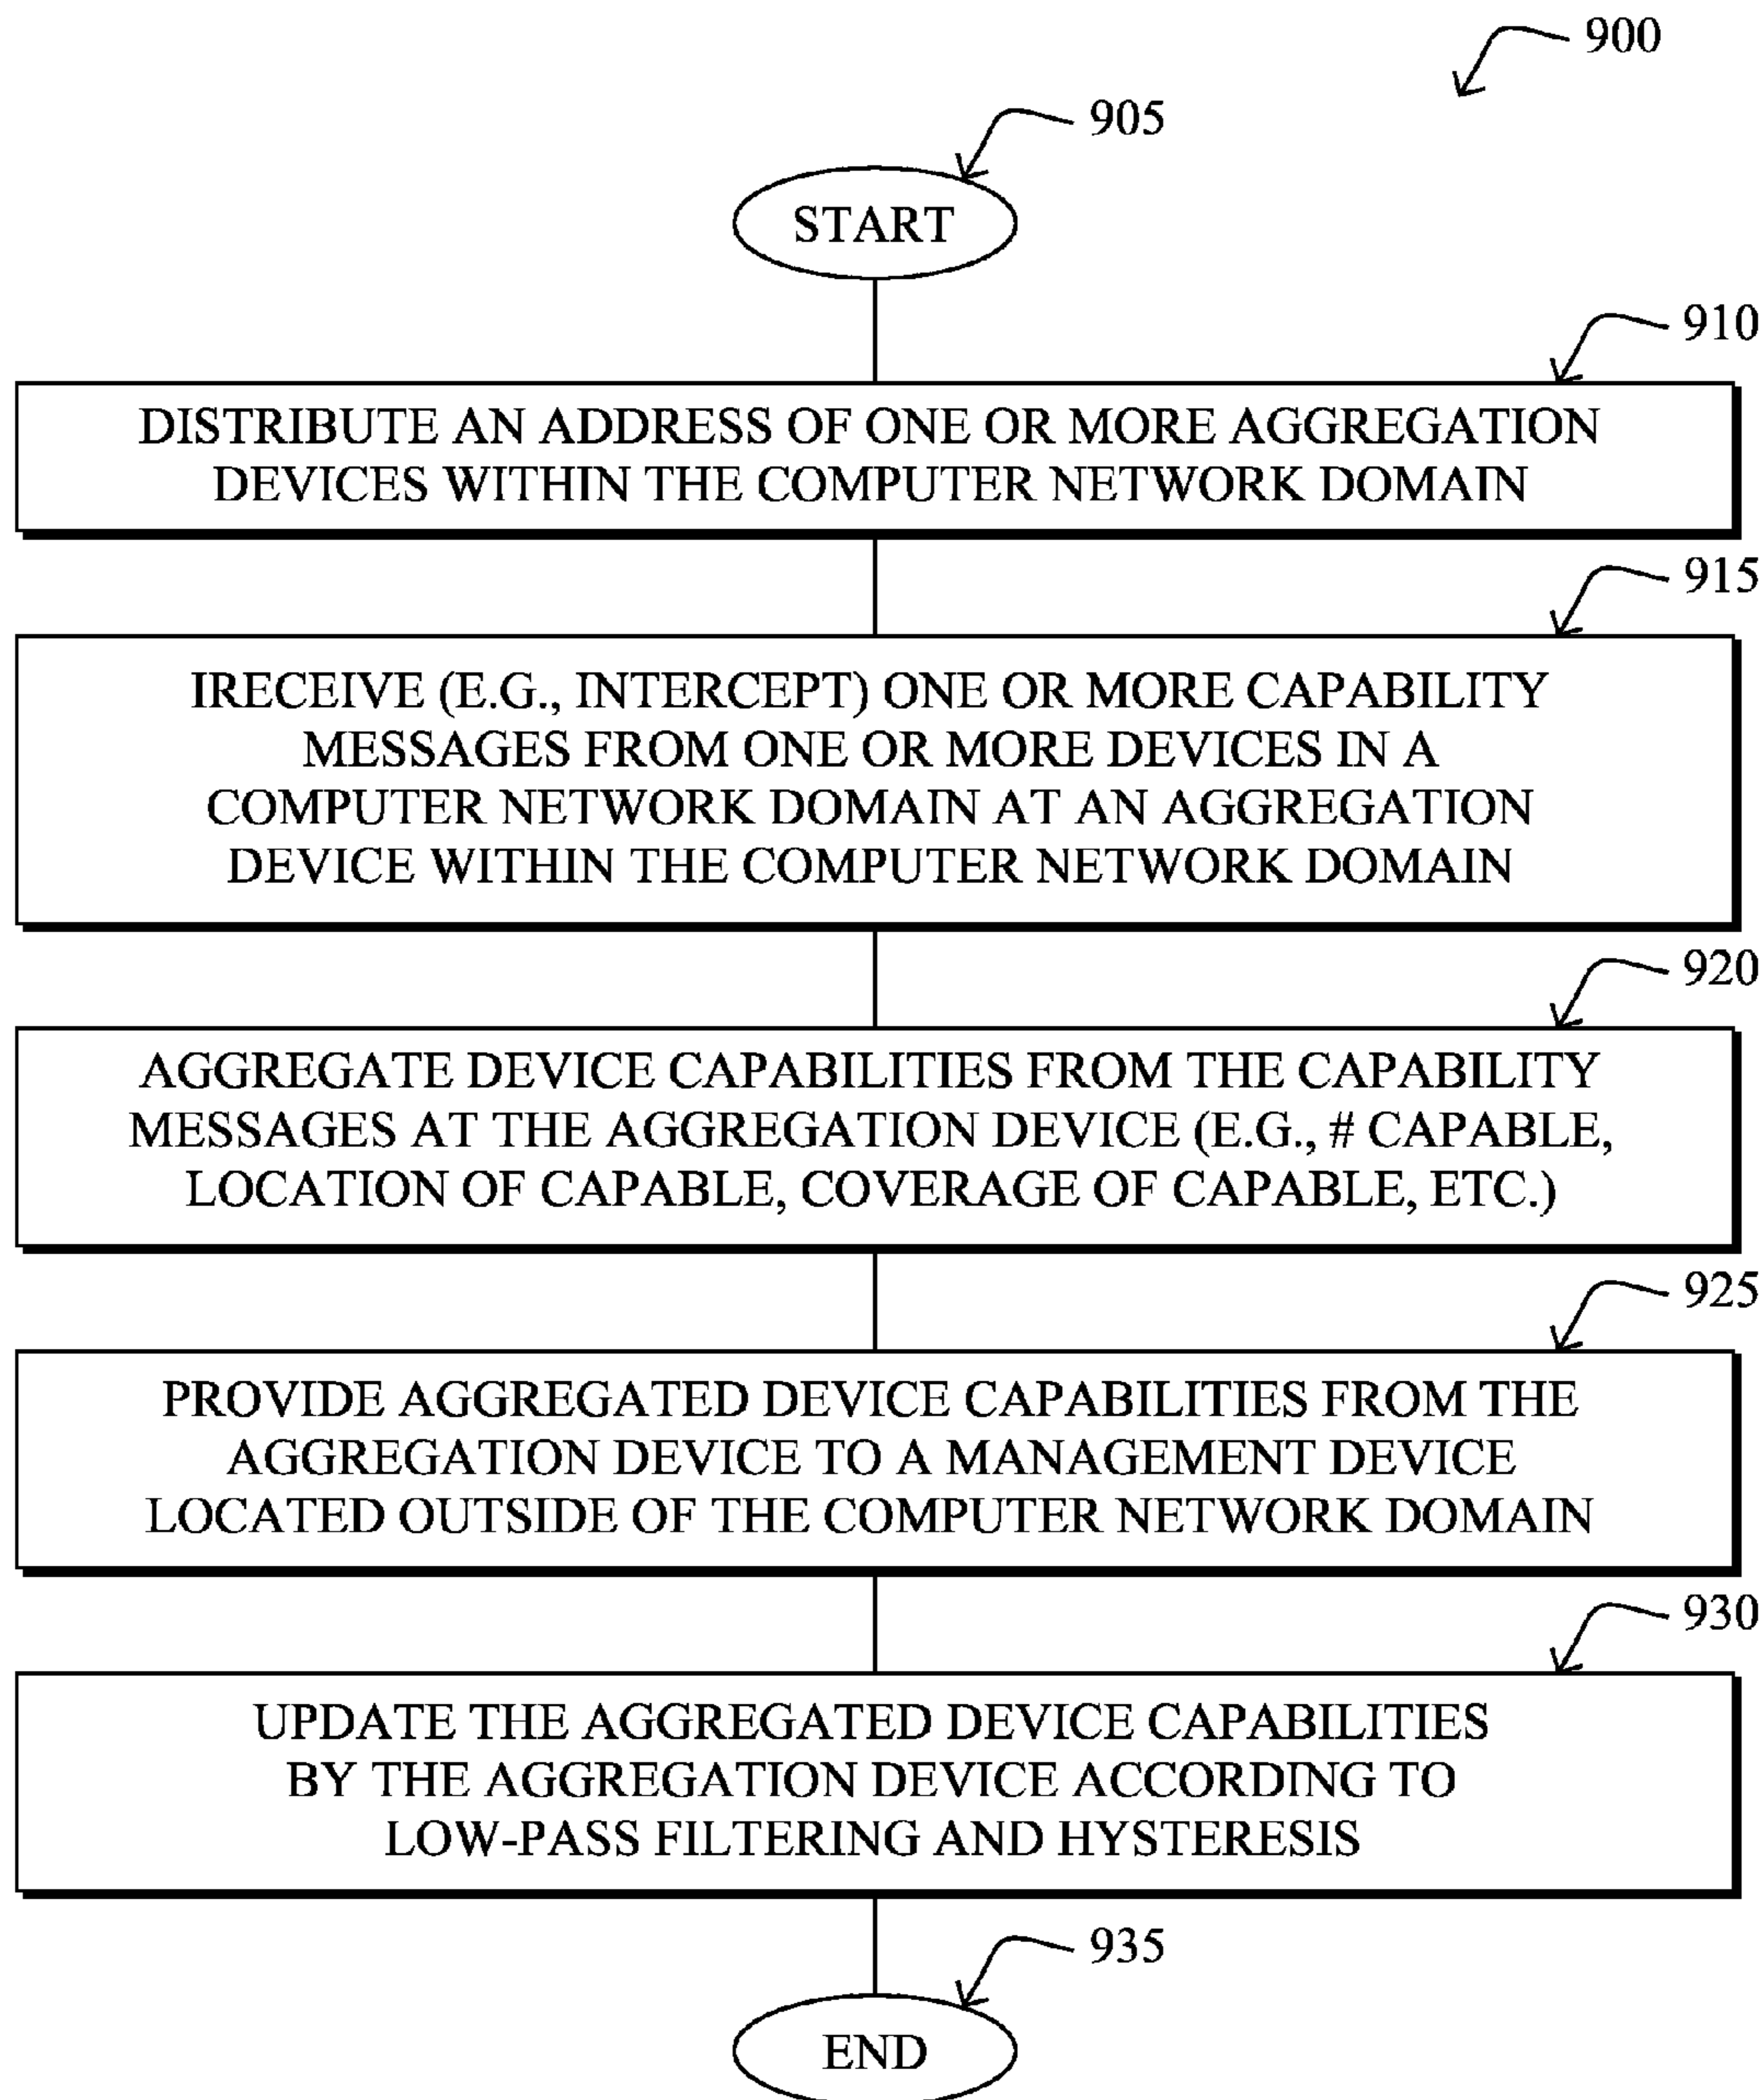 900
905
START
910
DISTRIBUTE AN ADDRESS OF ONE OR MORE AGGREGATION
DEVICES WITHIN THE COMPUTER NETWORK DOMAIN
915
IRECEIVE (E.G., INTERCEPT) ONE OR MORE CAPABILITY
MESSAGES FROM ONE OR MORE DEVICES IN A
COMPUTER NETWORK DOMAIN AT AN AGGREGATION
DEVICE WITHIN THE COMPUTER NETWORK DOMAIN
920
AGGREGATE DEVICE CAPABILITIES FROM THE CAPABILITY
MESSAGES AT THE AGGREGATION DEVICE (E.G., # CAPABLE,
LOCATION OF CAPABLE, COVERAGE OF CAPABLE, ETC.)
925
PROVIDE AGGREGATED DEVICE CAPABILITIES FROM THE
AGGREGATION DEVICE TO A MANAGEMENT DEVICE
LOCATED OUTSIDE OF THE COMPUTER NETWORK DOMAIN
930
UPDATE THE AGGREGATED DEVICE CAPABILITIES
BY THE AGGREGATION DEVICE ACCORDING TO
LOW-PASS FILTERING AND HYSTERESIS
935
END